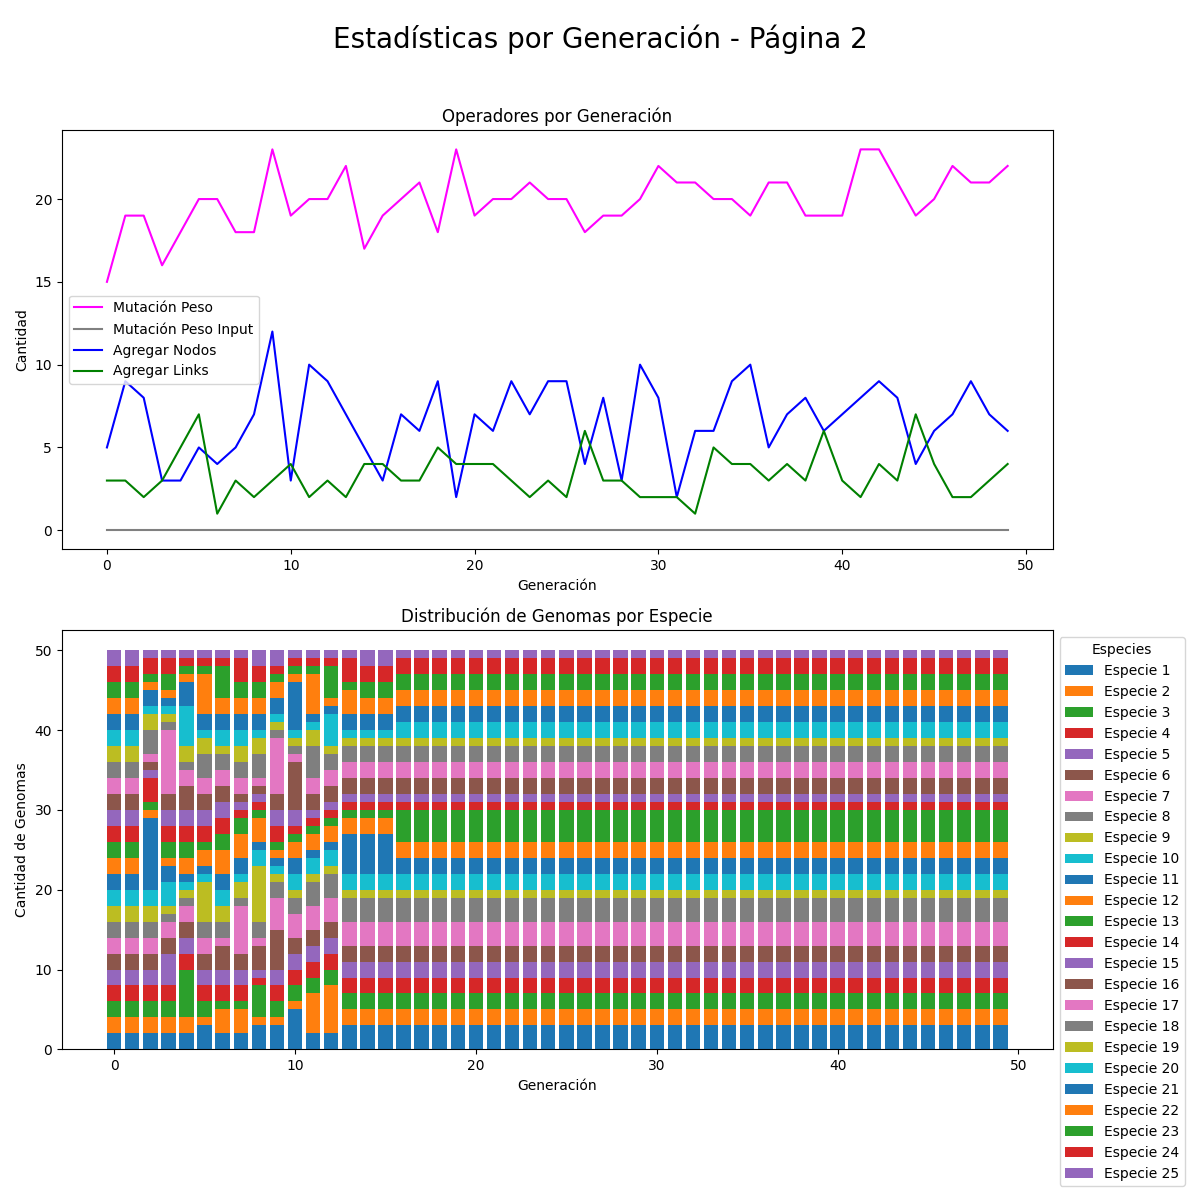 Estadísticas por Generación - Página 2
Operadores por Generación
Cantidad
20
15
10
5
0
Mutación Peso
Mutación Peso Input
Agregar Nodos
Agregar Links
0
10
20
30
40
50
Generación
Distribución de Genomas por Especie
Cantidad de Genomas
50
40
30
20
10
0
0
10
20
30
40
50
Generación
Especies
Especie 1
Especie 2
Especie 3
Especie 4
Especie 5
Especie 6
Especie 7
Especie 8
Especie 9
Especie 10
Especie 11
Especie 12
Especie 13
Especie 14
Especie 15
Especie 16
Especie 17
Especie 18
Especie 19
Especie 20
Especie 21
Especie 22
Especie 23
Especie 24
Especie 25